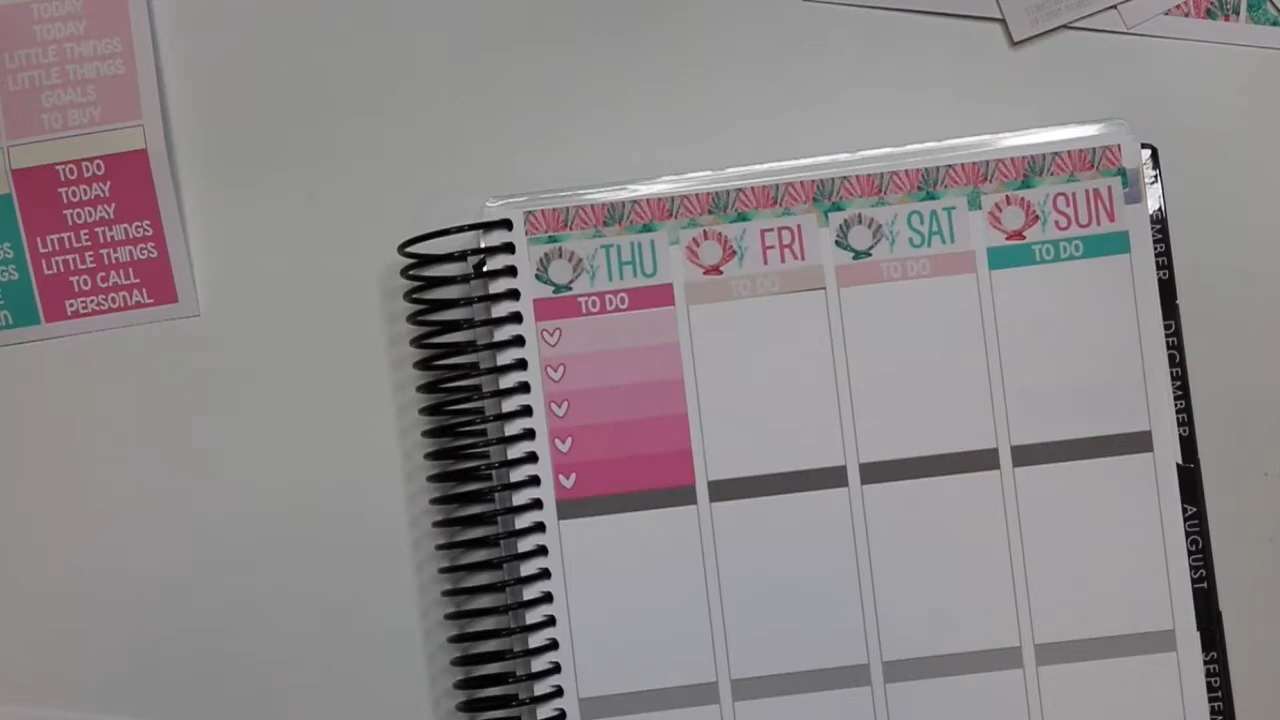 TODAY
TODAY
LITTLE THINGS
LITTLE THINGS
GOALS
TO BUY
TO DO
TODAY
TODAY
LITTLE THINGS
LITTLE THINGS
TO CALL
PERSONAL
THU
FRI
SAT
SUN
TO DO
TO DO
TO DO
TO DO
DECEMBER
AUGUST